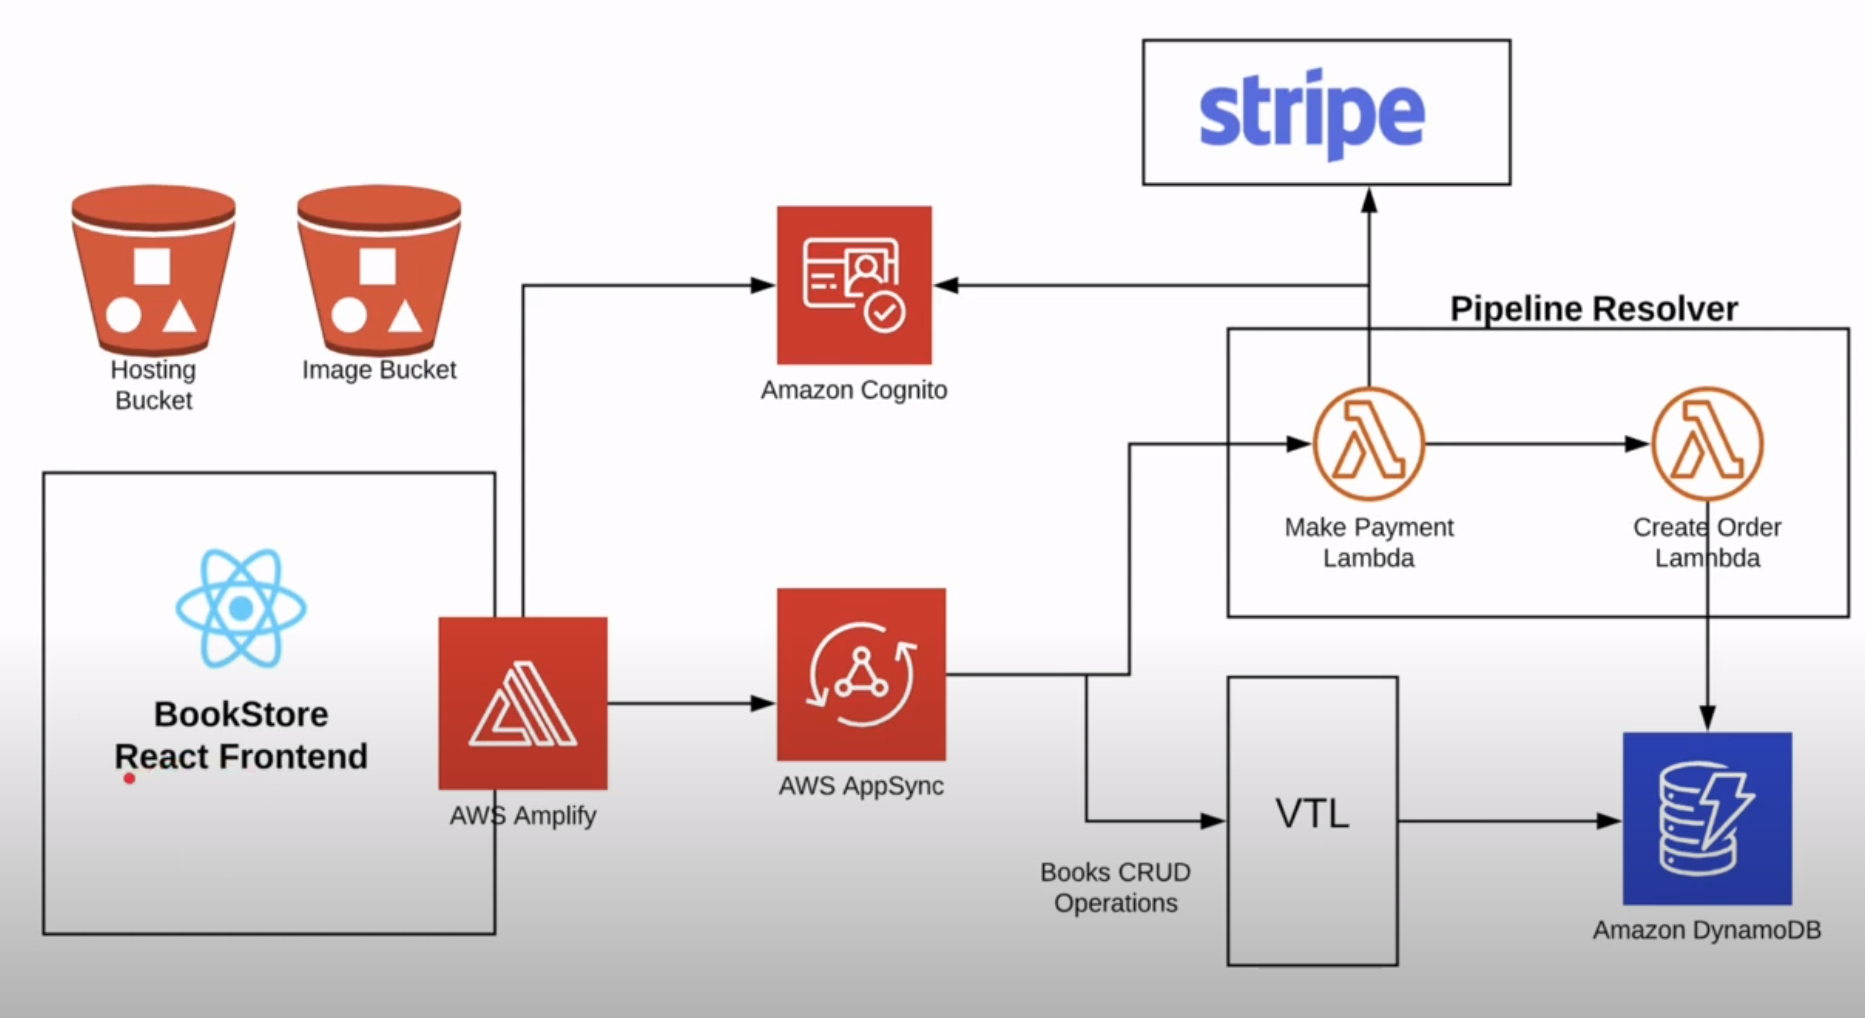 stripe
Hosting
Bucket
Image Bucket
Amazon Cognito
Pipeline Resolver
Make Payment
Lambda
Create Order
Lamnbda
BookStore
React Frontend
AWS Amplify
AWS AppSync
VTL
Books CRUD
Operations
Amazon DynamoDB